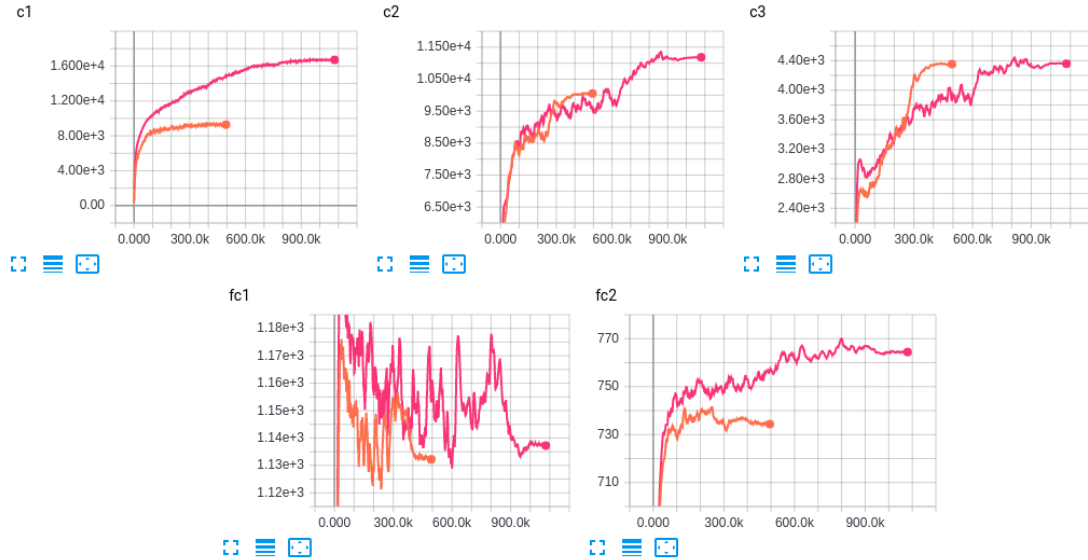 c1
1.600e+4
1.200e+4
8.00e+3
4.00e+3
0.00
0.000 300.0k 600.0k 900.0k
c2
1.150e+4
1.050e+4
9.50e+3
8.50e+3
7.50e+3
6.50e+3
0.000 300.0k 600.0k 900.0k
c3
4.40e+3
4.00e+3
3.60e+3
3.20e+3
2.80e+3
2.40e+3
0.000 300.0k 600.0k 900.0k
fc1
1.18e+3
1.17e+3
1.16e+3
1.15e+3
1.14e+3
1.13e+3
1.12e+3
0.000 300.0k 600.0k 900.0k
fc2
770
750
730
710
0.000 300.0k 600.0k 900.0k